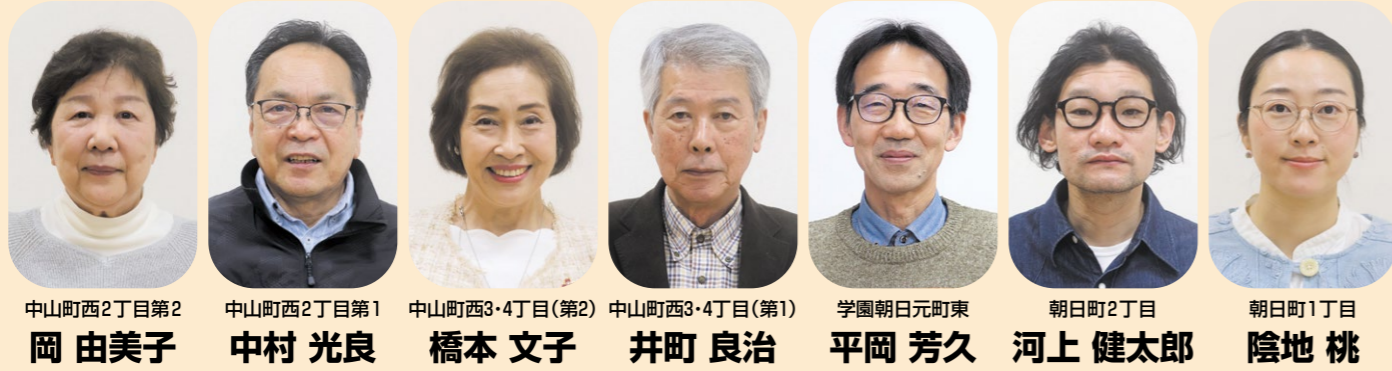 中山町西2丁目第2
岡 由美子
中山町西2丁目第1
中村 光良
中山町西3・4丁目(第2)
橋本 文子
中山町西3・4丁目(第1)
井町 良治
学園朝日元町東
平岡 芳久
朝日町2丁目
河上 健太郎
朝日町1丁目
陰地 桃